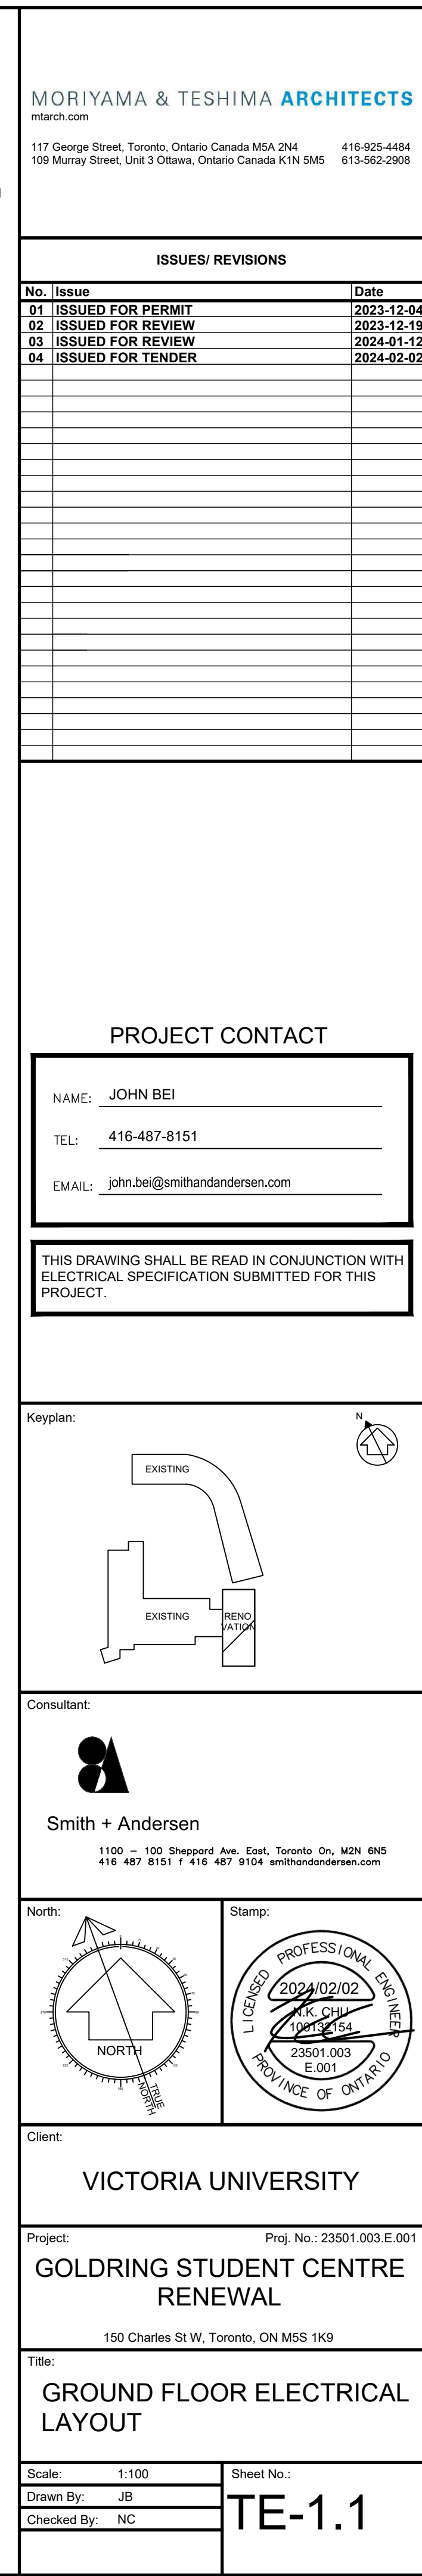 MORIYAMA & TESHIMA ARCHITECTS
mtarch.com
117 George Street, Toronto, Ontario Canada M5A 2N4 416-925-4484
109 Murray Street, Unit 3 Ottawa, Ontario Canada K1N 5M5 613-562-2908
ISSUES/ REVISIONS
No. Issue Date
01 ISSUED FOR PERMIT 2023-12-04
02 ISSUED FOR REVIEW 2023-12-19
03 ISSUED FOR REVIEW 2024-01-12
04 ISSUED FOR TENDER 2024-02-02
PROJECT CONTACT
NAME: JOHN BEI
TEL: 416-487-8151
EMAIL: john.bei@smithandandersen.com
THIS DRAWING SHALL BE READ IN CONJUNCTION WITH
ELECTRICAL SPECIFICATION SUBMITTED FOR THIS
PROJECT.
Keyplan:
N
EXISTING
EXISTING
RENO
VATION
Consultant:
Smith + Andersen
1100 – 100 Sheppard Ave. East, Toronto On, M2N 6N5
416 487 8151 f 416 487 9104 smithandandersen.com
North:
NORTH
TRUE
NORTH
Stamp:
LICENSED PROFESSIONAL ENGINEER
2024/02/02
N.K. CHU
100132154
23501.003
E.001
PROVINCE OF ONTARIO
Client:
VICTORIA UNIVERSITY
Project: Proj. No.: 23501.003.E.001
GOLDRING STUDENT CENTRE
RENEWAL
150 Charles St W, Toronto, ON M5S 1K9
Title:
GROUND FLOOR ELECTRICAL
LAYOUT
Scale: 1:100
Drawn By: JB
Checked By: NC
Sheet No.:
TE-1.1